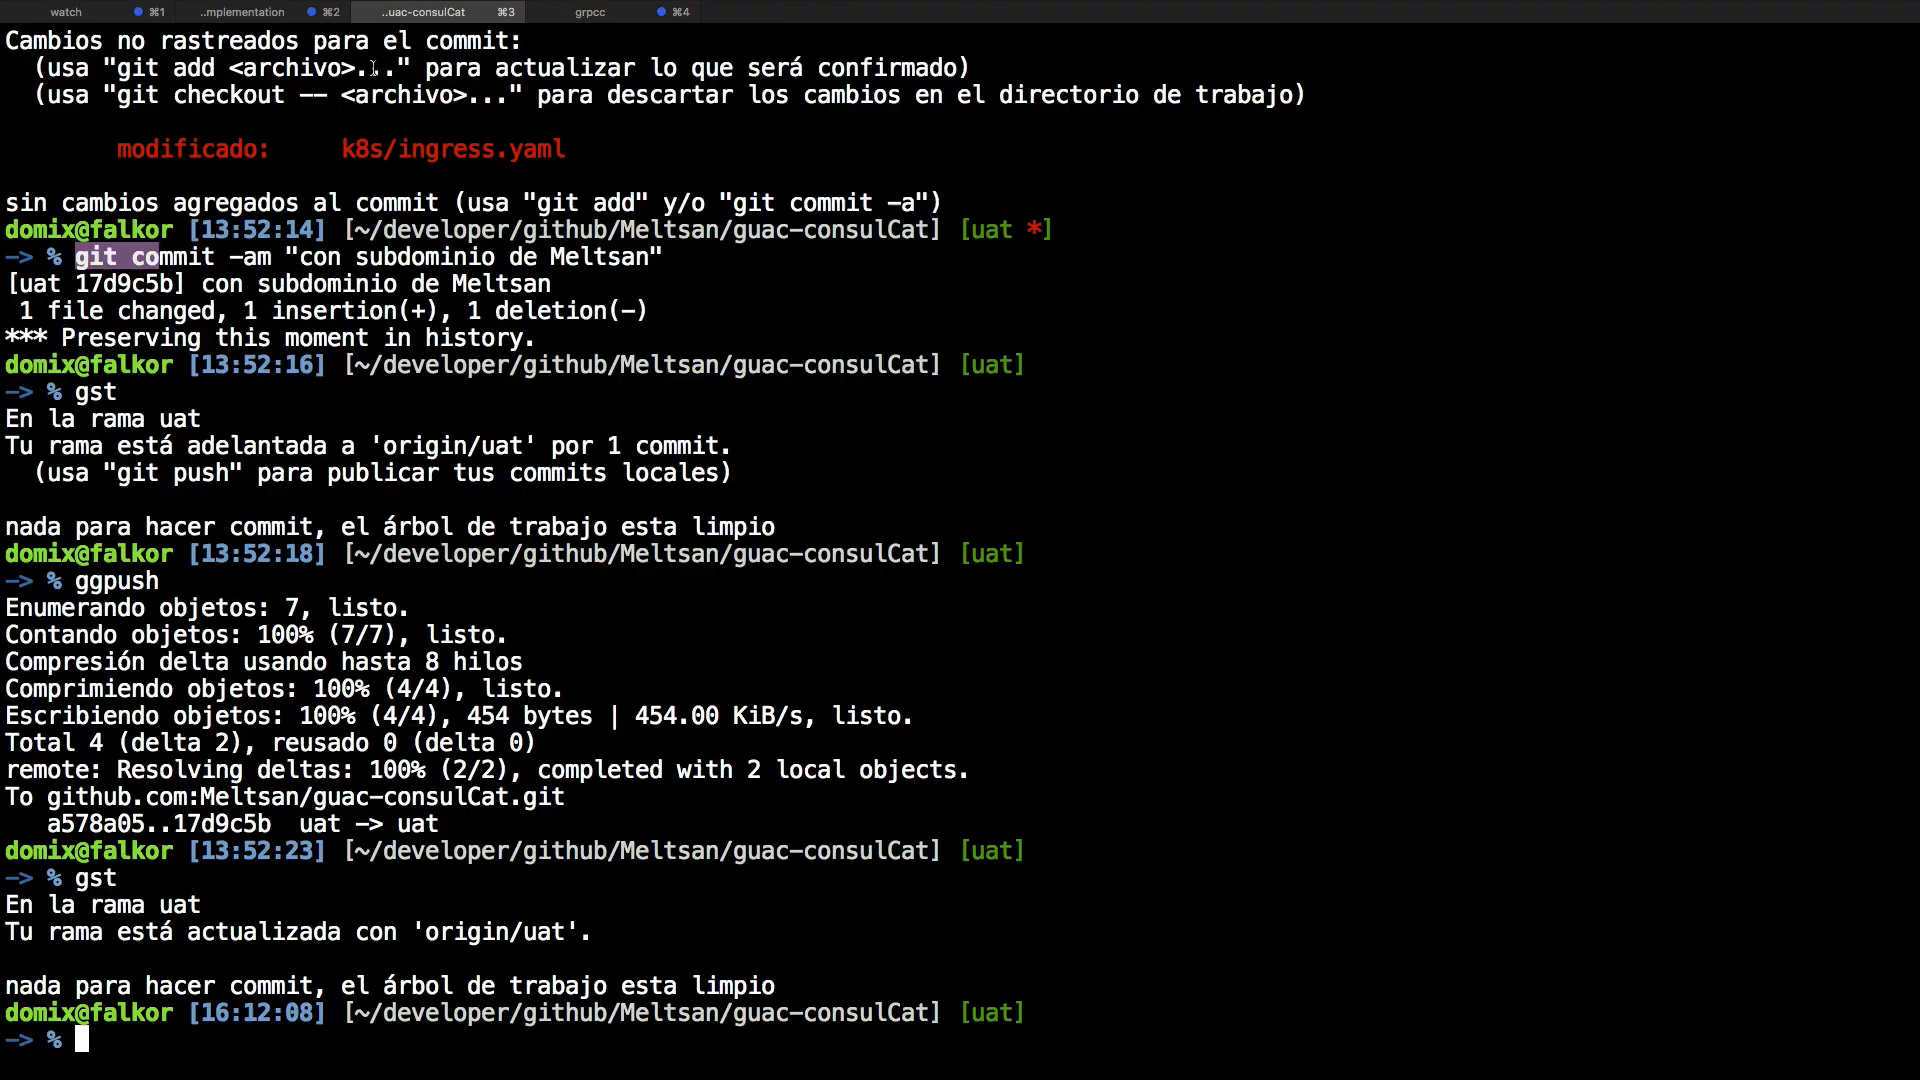 watch ⌘1 ..mplementation ⌘2 ..uac-consulCat ⌘3 grpcc ⌘4
Cambios no rastreados para el commit:
(usa "git add <archivo>..." para actualizar lo que será confirmado)
(usa "git checkout -- <archivo>..." para descartar los cambios en el directorio de trabajo)
modificado: k8s/ingress.yaml
sin cambios agregados al commit (usa "git add" y/o "git commit -a")
domix@falkor [13:52:14] [~/developer/github/Meltsan/guac-consulCat] [uat *]
-> % git commit -am "con subdominio de Meltsan"
[uat 17d9c5b] con subdominio de Meltsan
1 file changed, 1 insertion(+), 1 deletion(-)
*** Preserving this moment in history.
domix@falkor [13:52:16] [~/developer/github/Meltsan/guac-consulCat] [uat]
-> % gst
En la rama uat
Tu rama está adelantada a 'origin/uat' por 1 commit.
(usa "git push" para publicar tus commits locales)
nada para hacer commit, el árbol de trabajo esta limpio
domix@falkor [13:52:18] [~/developer/github/Meltsan/guac-consulCat] [uat]
-> % ggpush
Enumerando objetos: 7, listo.
Contando objetos: 100% (7/7), listo.
Compresión delta usando hasta 8 hilos
Comprimiendo objetos: 100% (4/4), listo.
Escribiendo objetos: 100% (4/4), 454 bytes | 454.00 KiB/s, listo.
Total 4 (delta 2), reusado 0 (delta 0)
remote: Resolving deltas: 100% (2/2), completed with 2 local objects.
To github.com:Meltsan/guac-consulCat.git
a578a05..17d9c5b uat -> uat
domix@falkor [13:52:23] [~/developer/github/Meltsan/guac-consulCat] [uat]
-> % gst
En la rama uat
Tu rama está actualizada con 'origin/uat'.
nada para hacer commit, el árbol de trabajo esta limpio
domix@falkor [16:12:08] [~/developer/github/Meltsan/guac-consulCat] [uat]
-> %